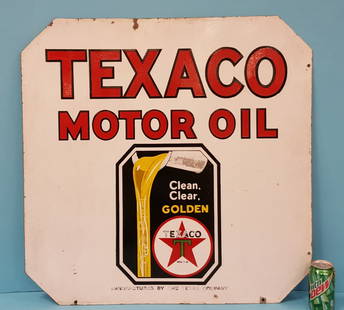 TEXACO
MOTOR OIL
Clean,
Clear,
GOLDEN
TEXACO
T
MANUFACTURED BY THE TEXAS COMPANY